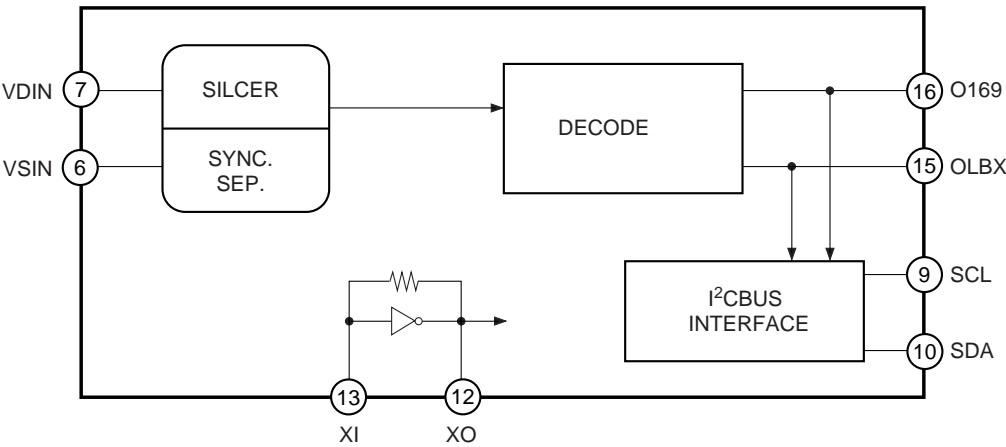 VDIN 7 SILCER
VSIN 6 SYNC.
SEP.
DECODE
16 O169
15 OLBX
I²CBUS
INTERFACE
9 SCL
10 SDA
13 12
XI XO